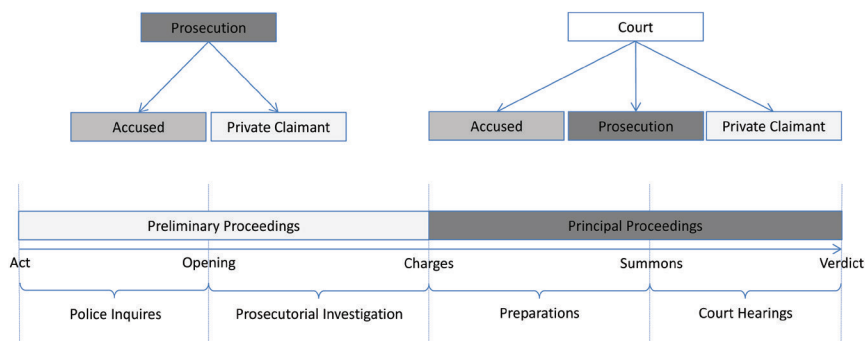 Prosecution
Court
Accused
Private Claimant
Accused
Prosecution
Private Claimant
Preliminary Proceedings
Principal Proceedings
Act
Opening
Charges
Summons
Verdict
Police Inquires
Prosecutorial Investigation
Preparations
Court Hearings